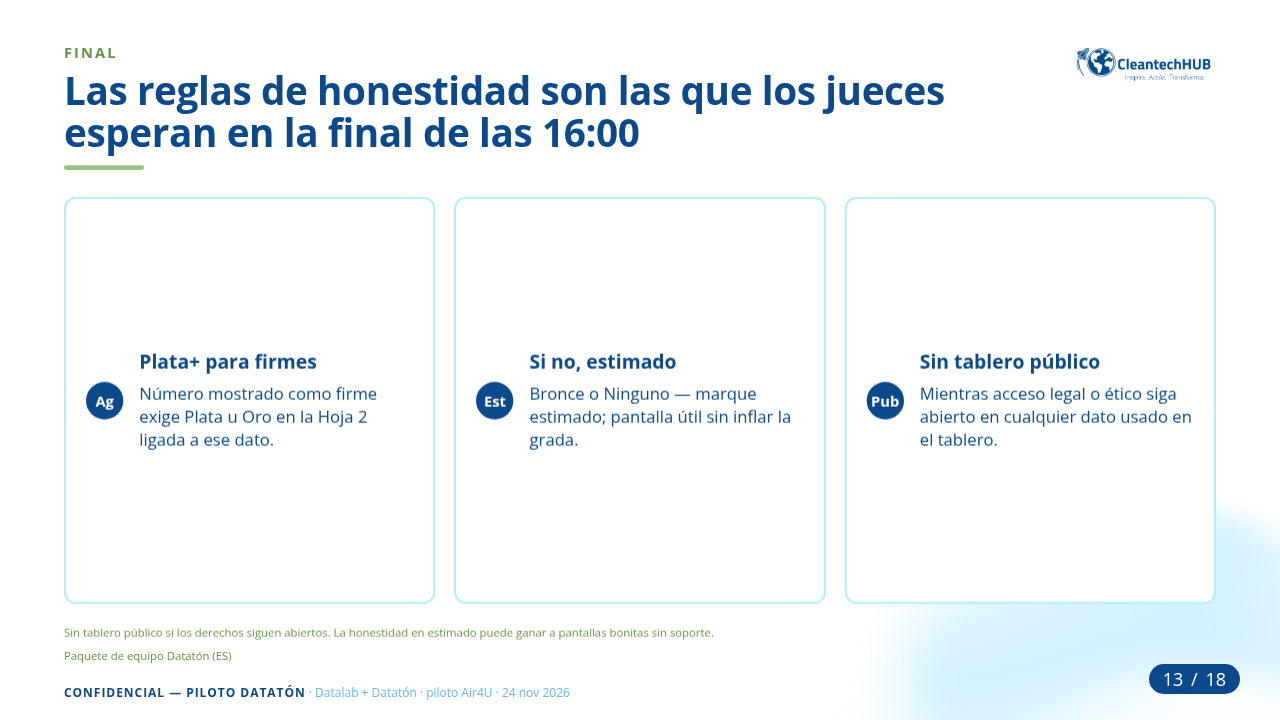 FINAL
Las reglas de honestidad son las que los jueces
esperan en la final de las 16:00
CleantechHUB
Inspira. Actúa. Transforma.
Ag
Plata+ para firmes
Número mostrado como firme
exige Plata u Oro en la Hoja 2
ligada a ese dato.
Est
Si no, estimado
Bronce o Ninguno — marque
estimado; pantalla útil sin inflar la
grada.
Pub
Sin tablero público
Mientras acceso legal o ético siga
abierto en cualquier dato usado en
el tablero.
Sin tablero público si los derechos siguen abiertos. La honestidad en estimado puede ganar a pantallas bonitas sin soporte.
Paquete de equipo Datatón (ES)
CONFIDENCIAL — PILOTO DATATÓN · Datalab + Datatón · piloto Air4U · 24 nov 2026
13 / 18